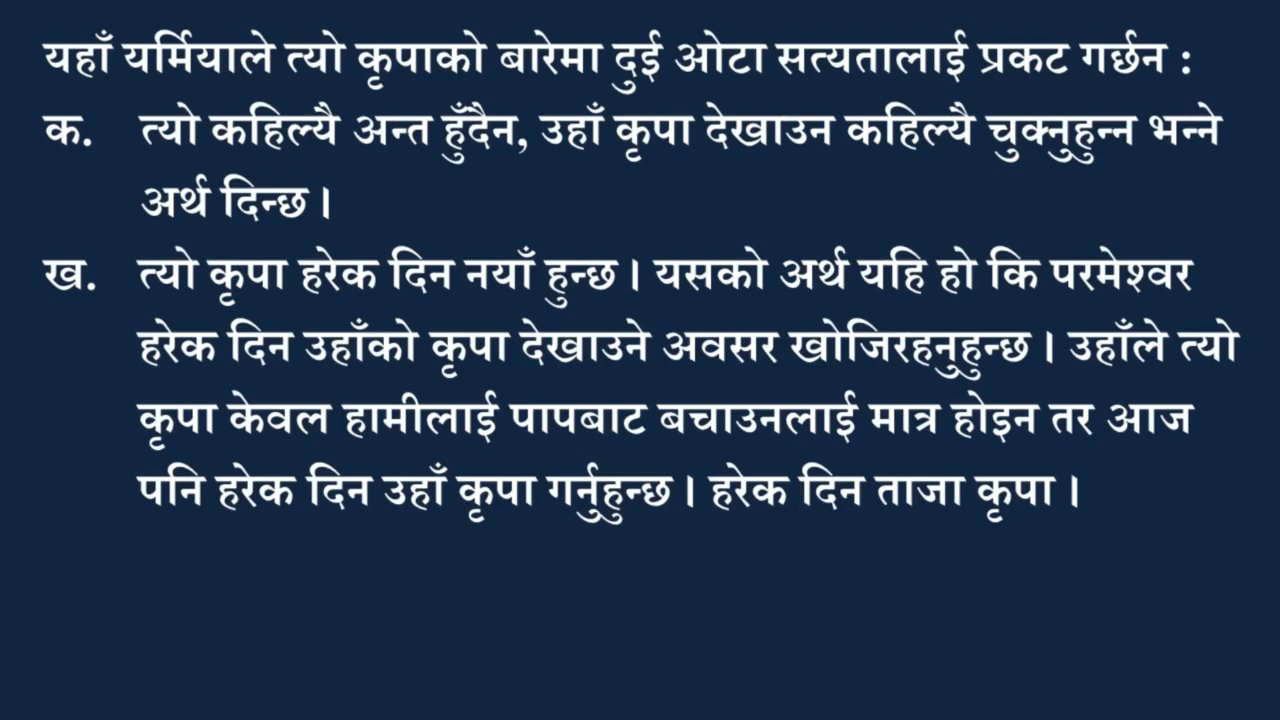 यहाँ यर्मियाले त्यो कृपाको बारेमा दुई ओटा सत्यतालाई प्रकट गर्छन :
क. त्यो कहिल्यै अन्त हुँदैन, उहाँ कृपा देखाउन कहिल्यै चुक्नुहुन्न भन्ने
अर्थ दिन्छ ।
ख. त्यो कृपा हरेक दिन नयाँ हुन्छ । यसको अर्थ यहि हो कि परमेश्वर
हरेक दिन उहाँको कृपा देखाउने अवसर खोजिरहनुहुन्छ । उहाँले त्यो
कृपा केवल हामीलाई पापबाट बचाउनलाई मात्र होइन तर आज
पनि हरेक दिन उहाँ कृपा गर्नुहुन्छ । हरेक दिन ताजा कृपा ।